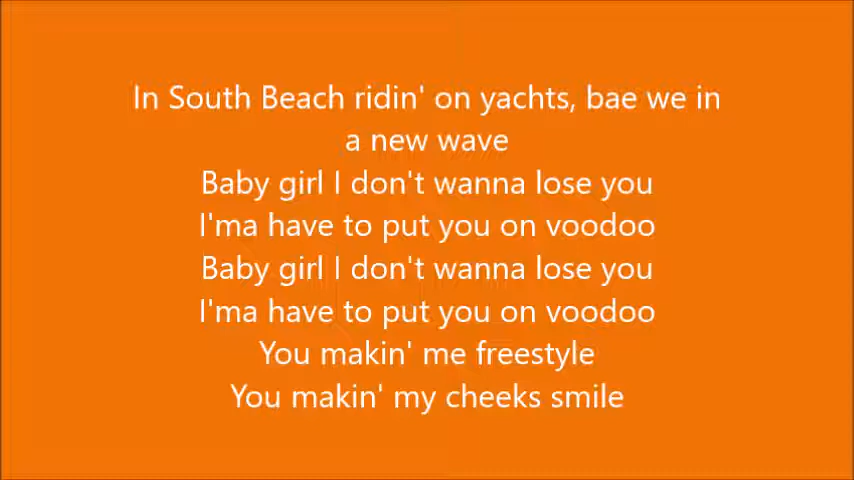 In South Beach ridin' on yachts, bae we in
a new wave
Baby girl I don't wanna lose you
I'ma have to put you on voodoo
Baby girl I don't wanna lose you
I'ma have to put you on voodoo
You makin' me freestyle
You makin' my cheeks smile